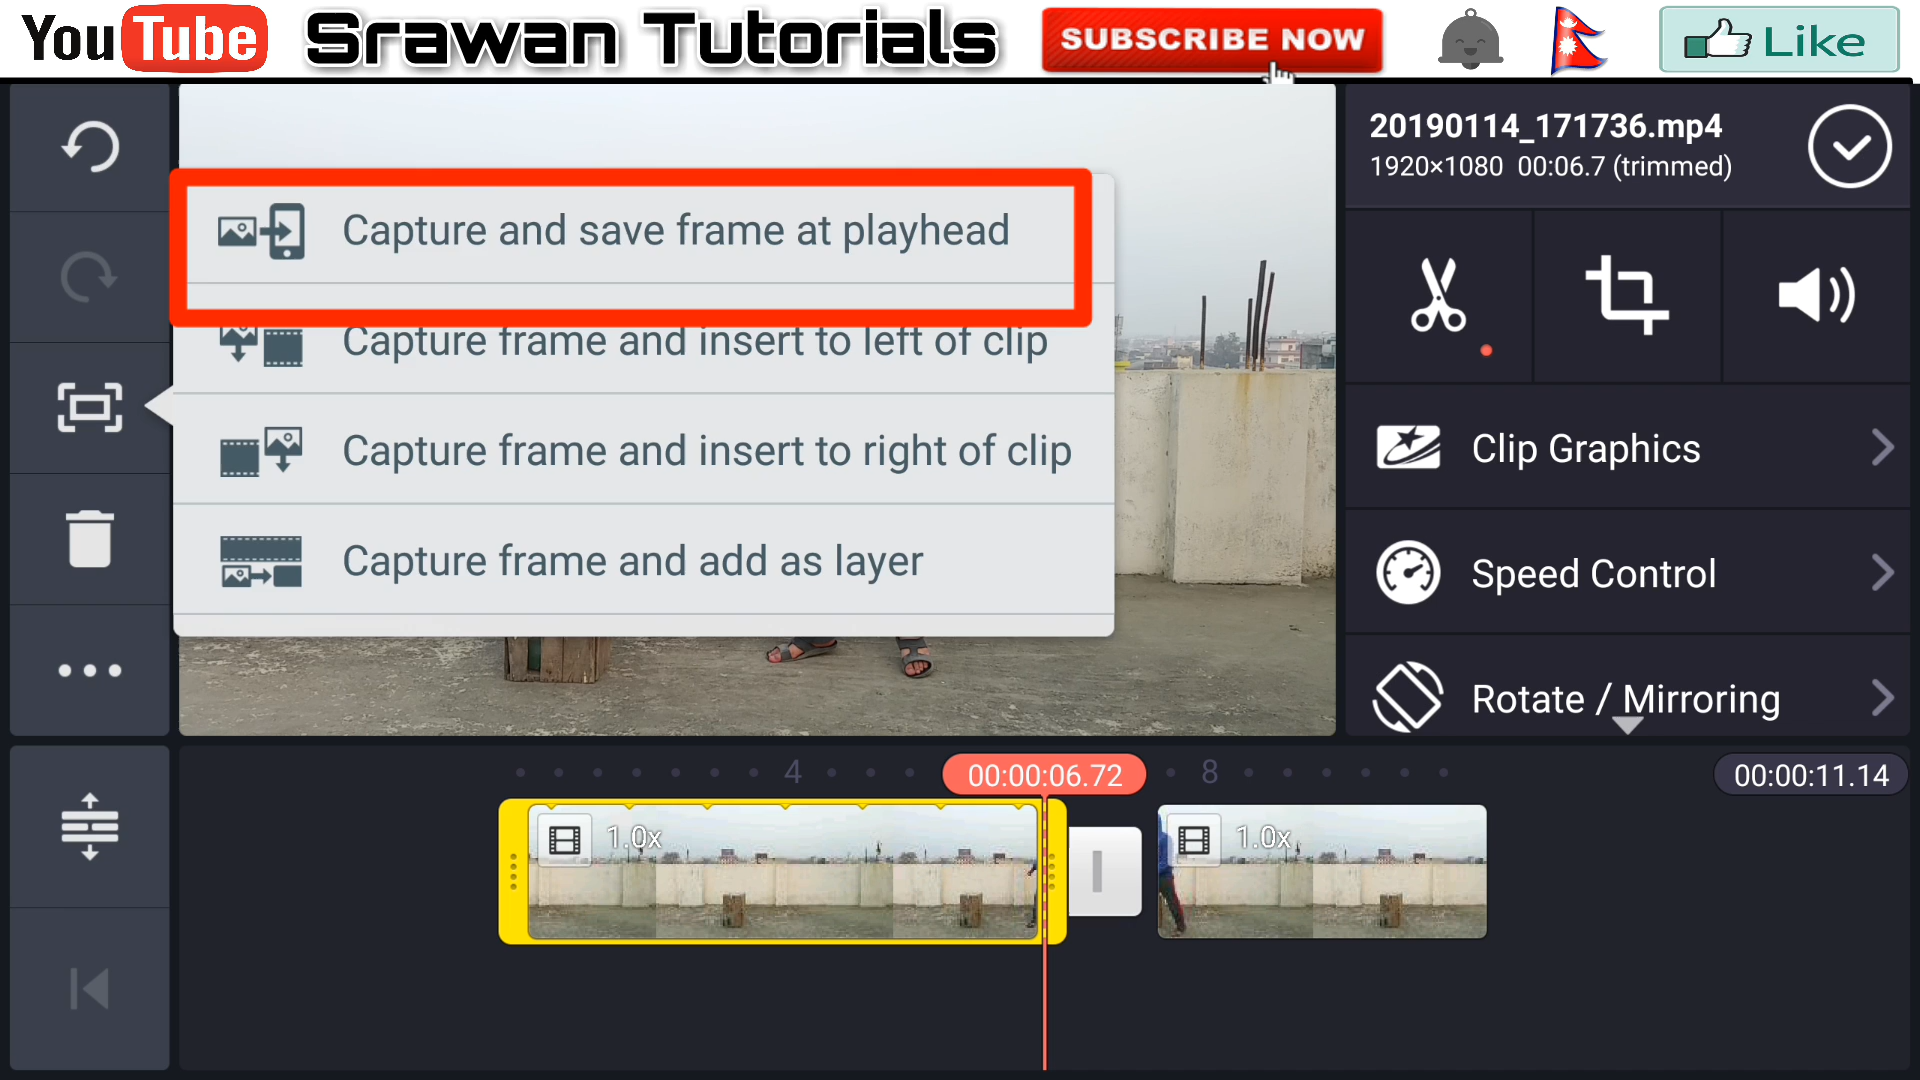 YouTube Srawan Tutorials SUBSCRIBE NOW Like
20190114_171736.mp4
1920×1080 00:06.7 (trimmed)
Capture and save frame at playhead
Capture frame and insert to left of clip
Capture frame and insert to right of clip
Capture frame and add as layer
Clip Graphics
Speed Control
Rotate / Mirroring
4 00:00:06.72 8 00:00:11.14
1.0x 1.0x